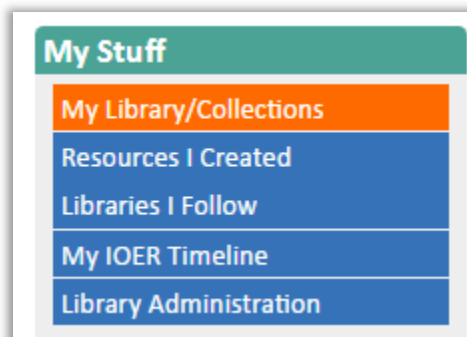 My Stuff
My Library/Collections
Resources I Created
Libraries I Follow
My IOER Timeline
Library Administration